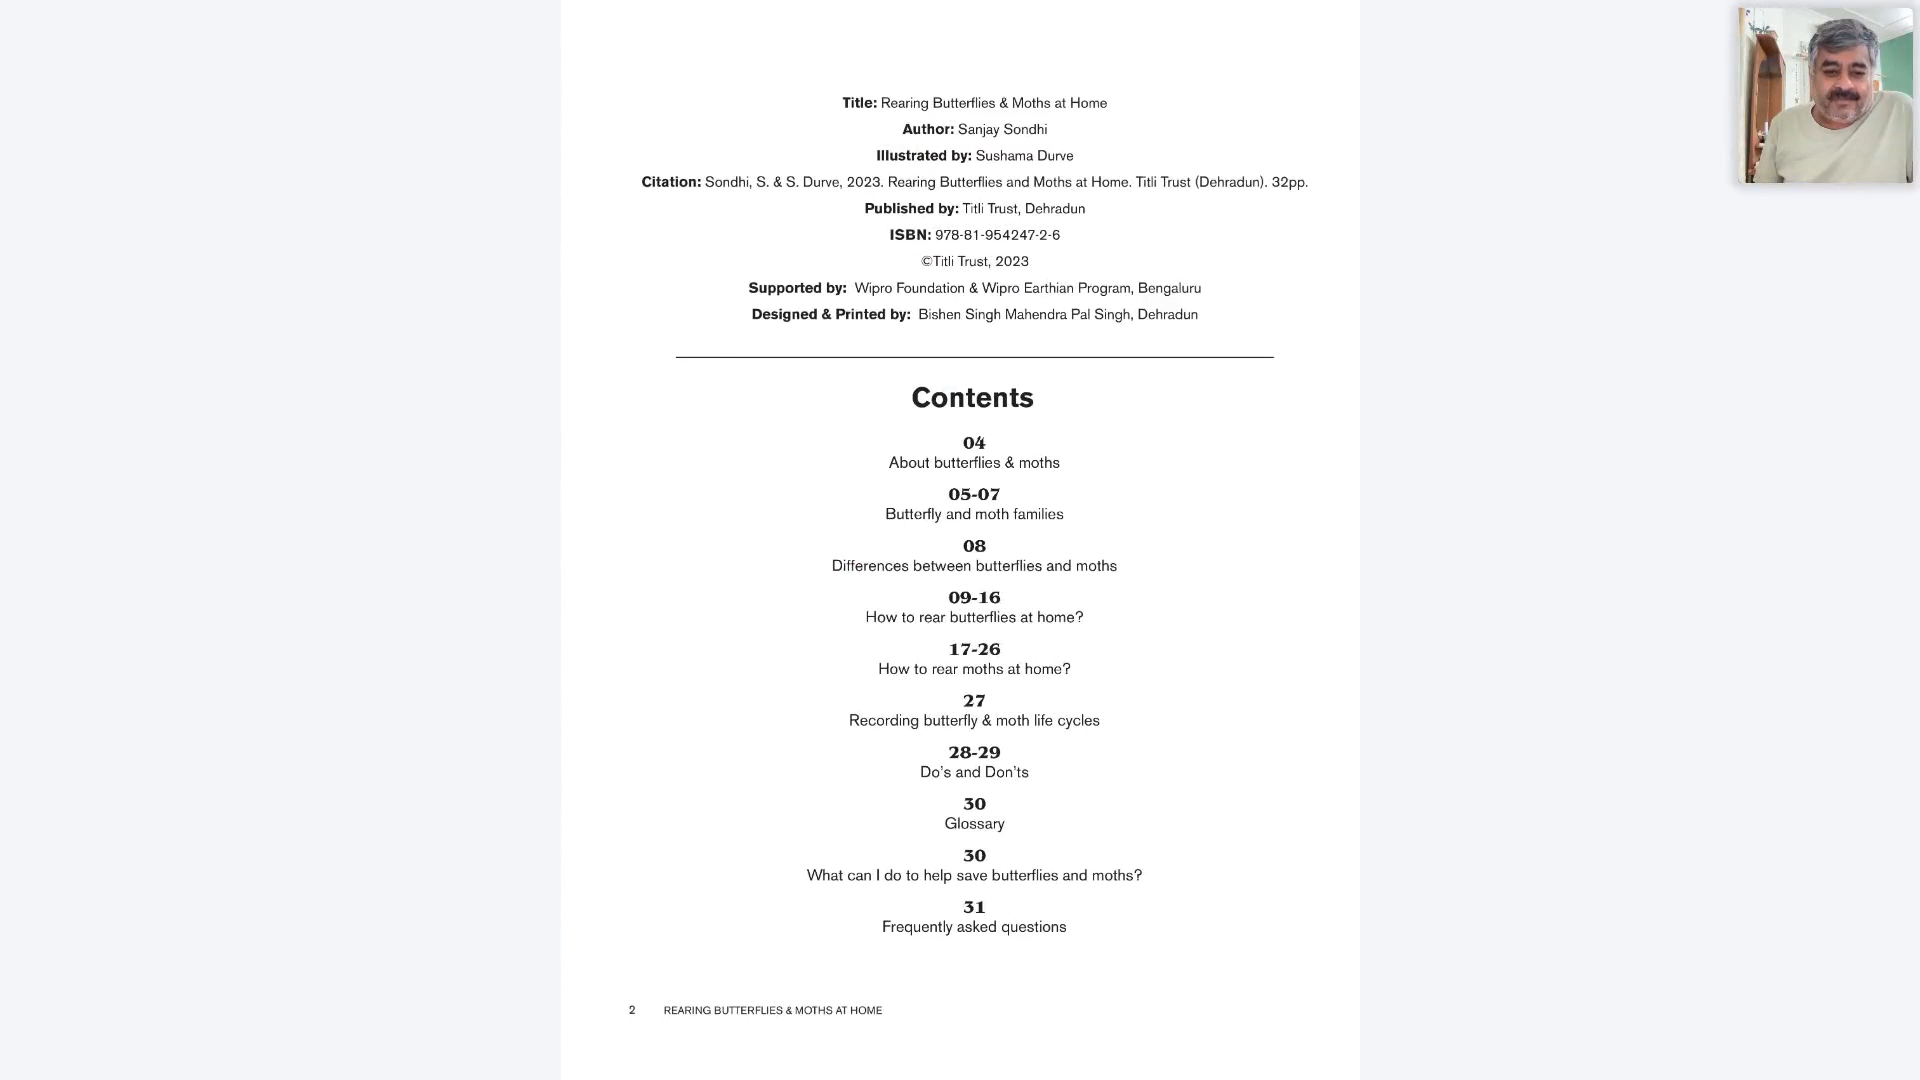 Title: Rearing Butterflies & Moths at Home
Author: Sanjay Sondhi
Illustrated by: Sushama Durve
Citation: Sondhi, S. & S. Durve, 2023. Rearing Butterflies and Moths at Home. Titli Trust (Dehradun). 32pp.
Published by: Titli Trust, Dehradun
ISBN: 978-81-954247-2-6
©Titli Trust, 2023
Supported by: Wipro Foundation & Wipro Earthian Program, Bengaluru
Designed & Printed by: Bishen Singh Mahendra Pal Singh, Dehradun
Contents
04
About butterflies & moths
05-07
Butterfly and moth families
08
Differences between butterflies and moths
09-16
How to rear butterflies at home?
17-26
How to rear moths at home?
27
Recording butterfly & moth life cycles
28-29
Do's and Don'ts
30
Glossary
30
What can I do to help save butterflies and moths?
31
Frequently asked questions
2 REARING BUTTERFLIES & MOTHS AT HOME